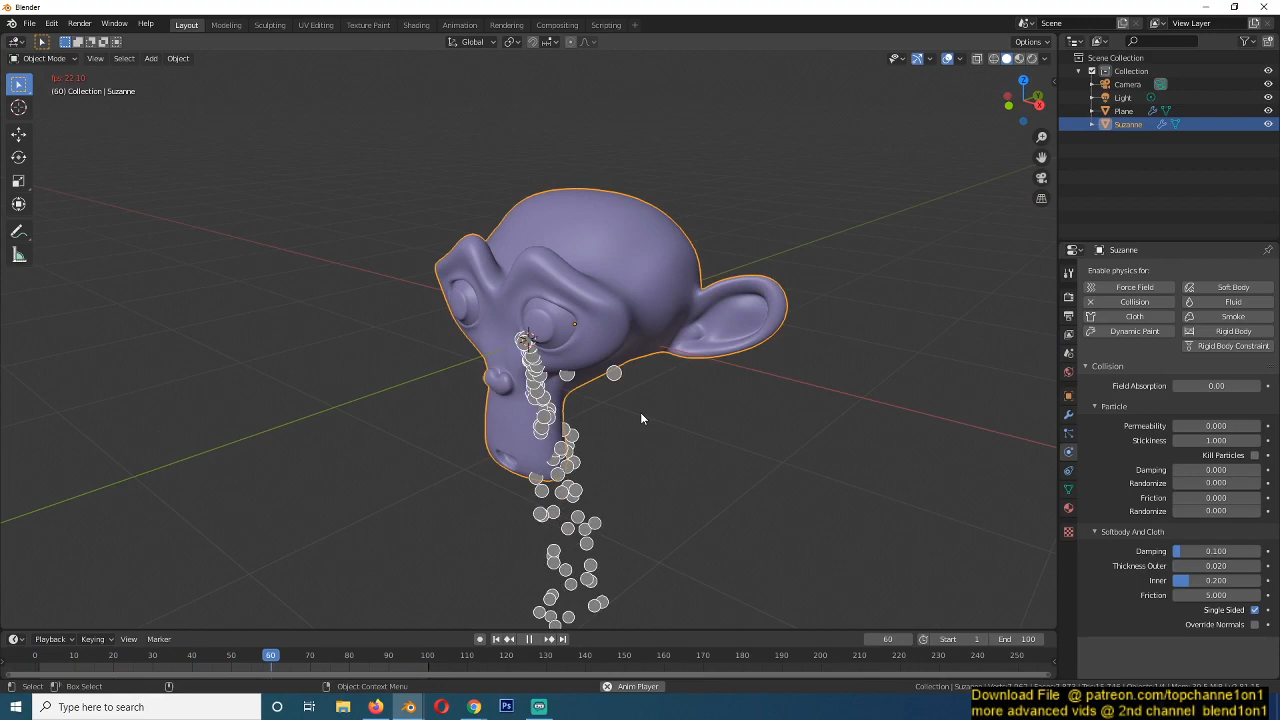 Blender
File Edit Render Window Help Layout Modeling Sculpting UV Editing Texture Paint Shading Animation Rendering Compositing Scripting Scene View Layer
Global Options
Object Mode View Select Add Object
Scene Collection
Collection
Camera
Light
Plane
Suzanne
fps: 22.10
(60) Collection | Suzanne
Z
Y
X
Suzanne
Enable physics for:
Force Field Soft Body
Collision Fluid
Cloth Smoke
Dynamic Paint Rigid Body
Rigid Body Constraint
Collision
Field Absorption 0.00
Particle
Permeability 0.000
Stickiness 1.000
Kill Particles
Damping 0.000
Randomize 0.000
Friction 0.000
Randomize 0.000
Softbody And Cloth
Damping 0.100
Thickness Outer 0.020
Inner 0.200
Friction 5.000
Single Sided
Override Normals
Playback Keying View Marker 60 Start 1 End 100
0 10 20 30 40 50 60 70 80 90 100 110 120 130 140 150 160 170 180 190 200 210 220 230 240 250
Select Box Select Object Context Menu Anim Player
Type here to search
Download File @ patreon.com/topchanne1on1
more advanced vids @ 2nd channel blend1on1